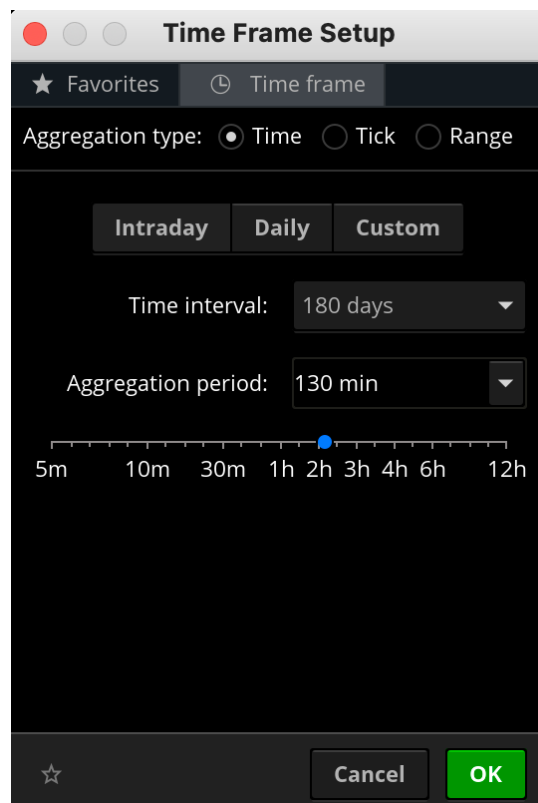 Time Frame Setup
Favorites Time frame
Aggregation type: Time Tick Range
Intraday Daily Custom
Time interval: 180 days
Aggregation period: 130 min
5m 10m 30m 1h 2h 3h 4h 6h 12h
Cancel OK